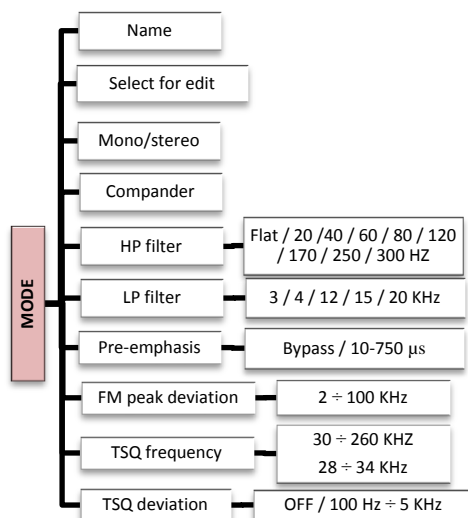 Name
Select for edit
Mono/stereo
Compander
MODE
HP filter
Flat / 20 /40 / 60 / 80 / 120
/ 170 / 250 / 300 HZ
LP filter
3 / 4 / 12 / 15 / 20 KHz
Pre-emphasis
Bypass / 10-750 µs
FM peak deviation
2 ÷ 100 KHz
TSQ frequency
30 ÷ 260 KHZ
28 ÷ 34 KHz
TSQ deviation
OFF / 100 Hz ÷ 5 KHz